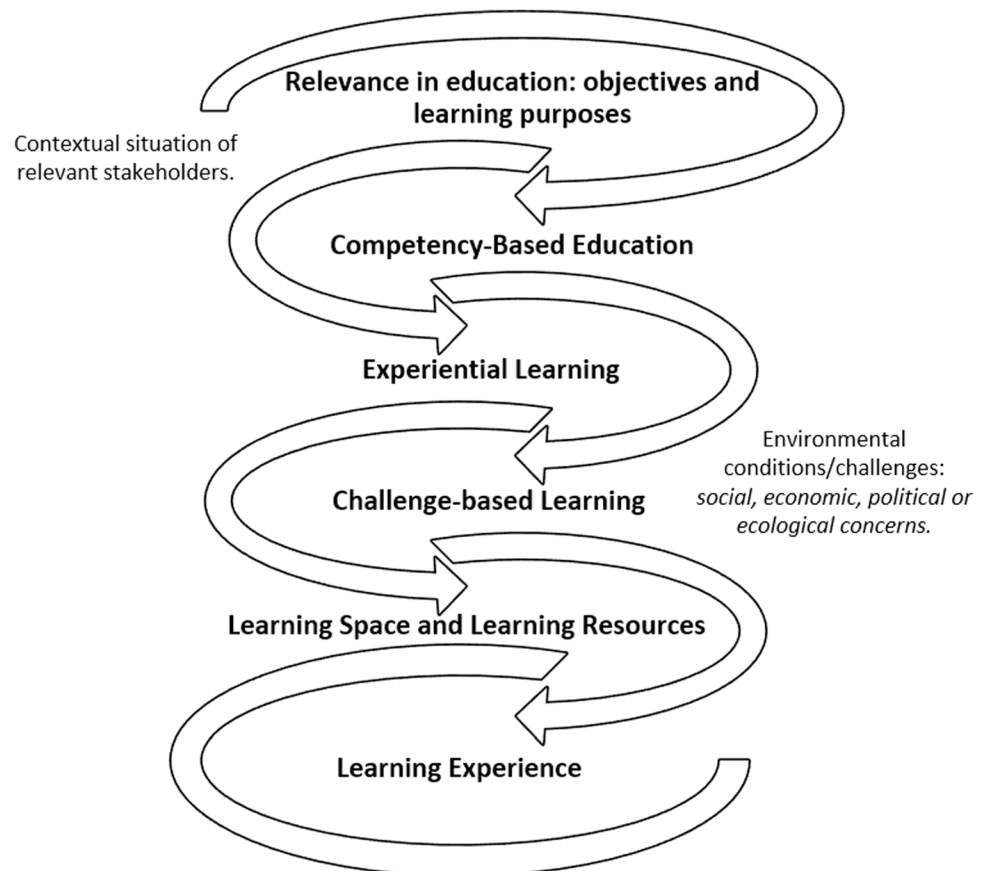 Relevance in education: objectives and
learning purposes
Contextual situation of
relevant stakeholders.
Competency-Based Education
Experiential Learning
Environmental
conditions/challenges:
social, economic, political or
ecological concerns.
Challenge-based Learning
Learning Space and Learning Resources
Learning Experience